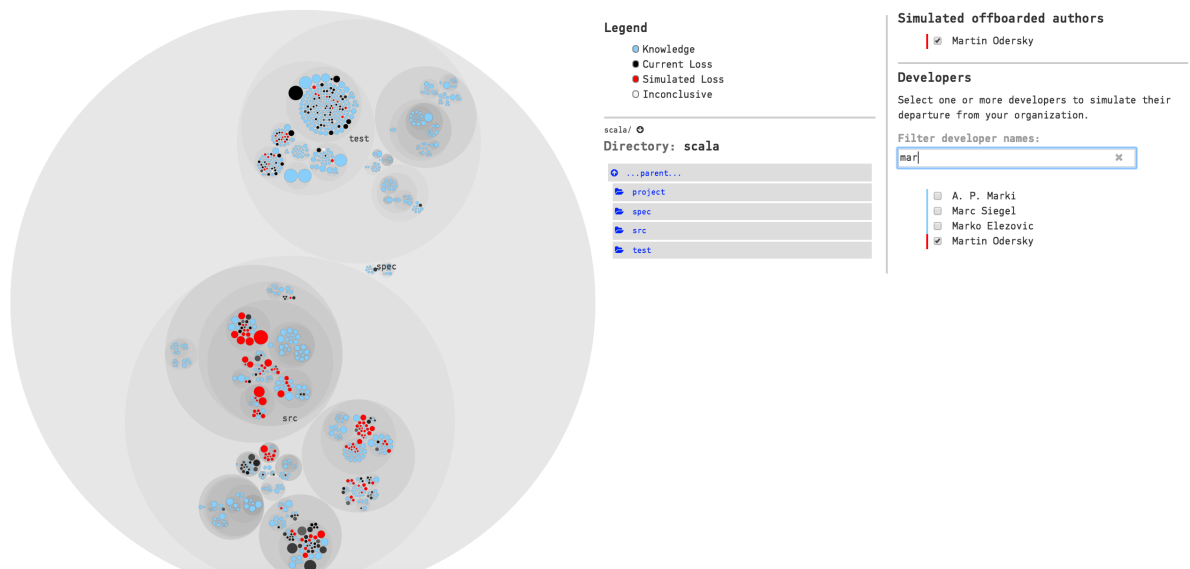 test
spec
src
Legend
Knowledge
Current Loss
Simulated Loss
Inconclusive
scala/
Directory: scala
...parent...
project
spec
src
test
Simulated offboarded authors
Martin Odersky
Developers
Select one or more developers to simulate their
departure from your organization.
Filter developer names:
mar
A. P. Marki
Marc Siegel
Marko Elezovic
Martin Odersky